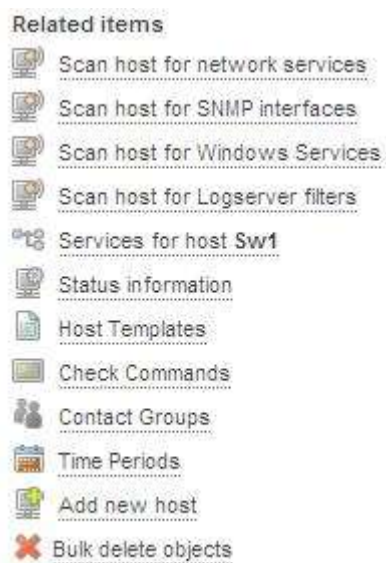 Related items
Scan host for network services
Scan host for SNMP interfaces
Scan host for Windows Services
Scan host for Logserver filters
Services for host Sw1
Status information
Host Templates
Check Commands
Contact Groups
Time Periods
Add new host
Bulk delete objects